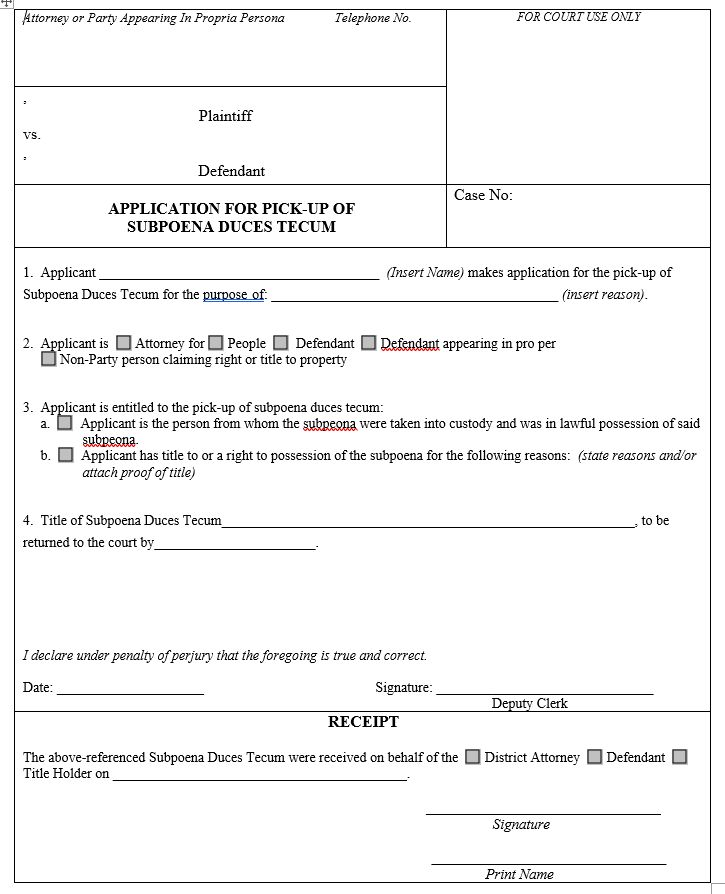 Attorney or Party Appearing In Propria Persona Telephone No. FOR COURT USE ONLY
,
Plaintiff
vs.
,
Defendant
APPLICATION FOR PICK-UP OF
SUBPOENA DUCES TECUM
Case No:
1. Applicant ________________________________________ (Insert Name) makes application for the pick-up of
Subpoena Duces Tecum for the purpose of: _________________________________________ (insert reason).
2. Applicant is Attorney for People Defendant Defendant appearing in pro per
Non-Party person claiming right or title to property
3. Applicant is entitled to the pick-up of subpoena duces tecum:
a. Applicant is the person from whom the subpeona were taken into custody and was in lawful possession of said
subpeona.
b. Applicant has title to or a right to possession of the subpoena for the following reasons: (state reasons and/or
attach proof of title)
4. Title of Subpoena Duces Tecum___________________________________________________________, to be
returned to the court by_______________________.
I declare under penalty of perjury that the foregoing is true and correct.
Date: _____________________ Signature: _______________________________
Deputy Clerk
RECEIPT
The above-referenced Subpoena Duces Tecum were received on behalf of the District Attorney Defendant
Title Holder on __________________________________________.
Signature
Print Name